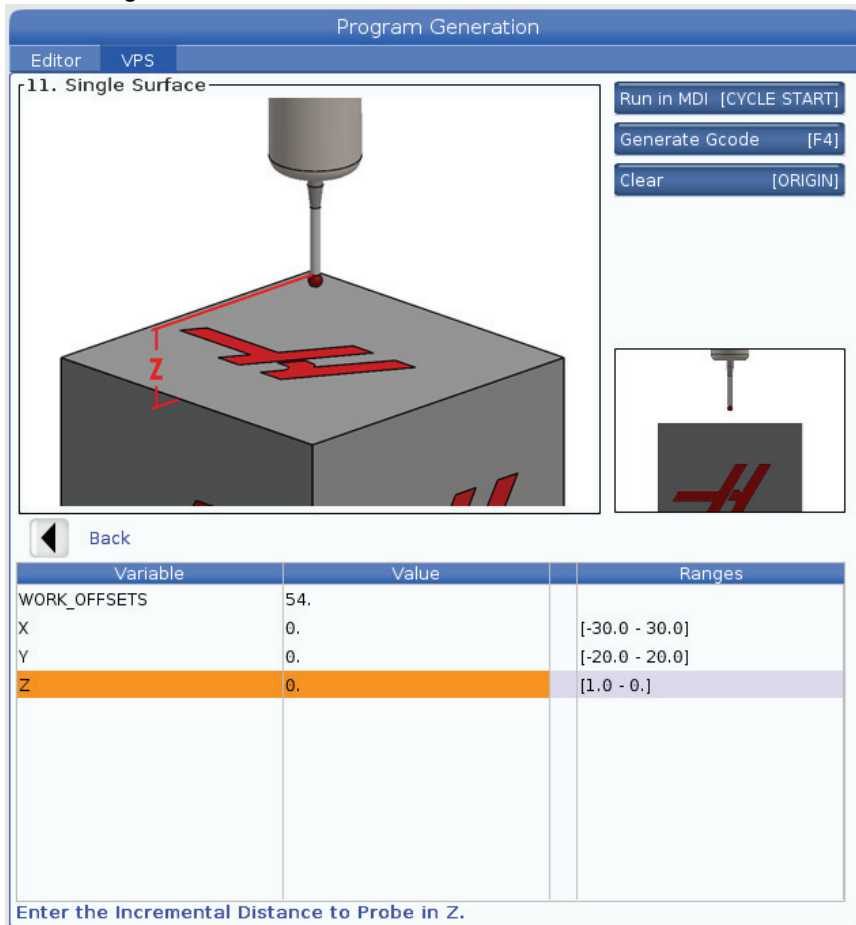 Program Generation
Editor VPS
11. Single Surface
Run in MDI [CYCLE START]
Generate Gcode [F4]
Clear [ORIGIN]
Z
Back
Variable Value Ranges
WORK_OFFSETS 54.
X 0. [-30.0 - 30.0]
Y 0. [-20.0 - 20.0]
Z 0. [1.0 - 0.]
Enter the Incremental Distance to Probe in Z.